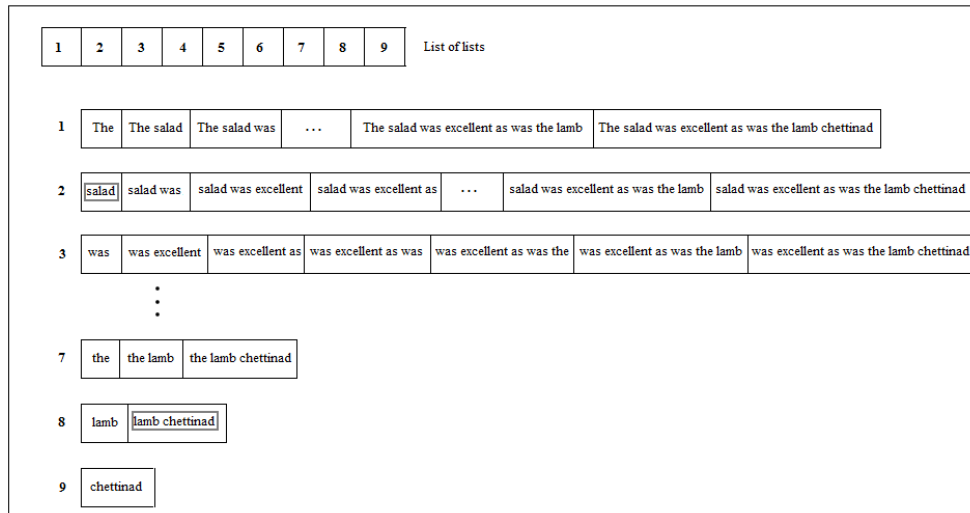 1 2 3 4 5 6 7 8 9 List of lists
1 The The salad The salad was ... The salad was excellent as was the lamb The salad was excellent as was the lamb chettinad
2 salad salad was salad was excellent salad was excellent as ... salad was excellent as was the lamb salad was excellent as was the lamb chettinad
3 was was excellent was excellent as was excellent as was was excellent as was the was excellent as was the lamb was excellent as was the lamb chettinad
7 the the lamb the lamb chettinad
8 lamb lamb chettinad
9 chettinad